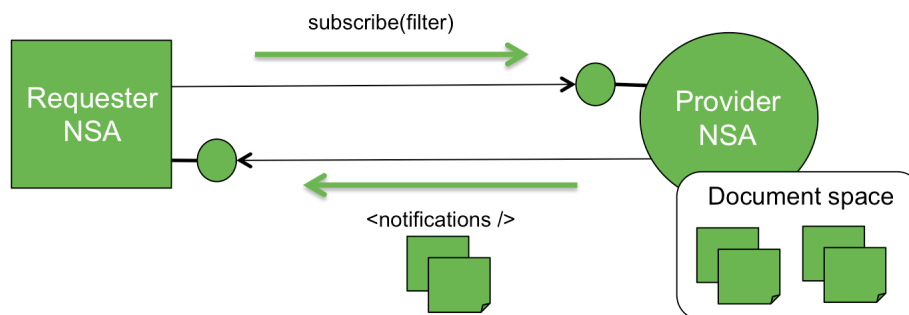 subscribe(filter)
Requester
NSA
Provider
NSA
<notifications />
Document space